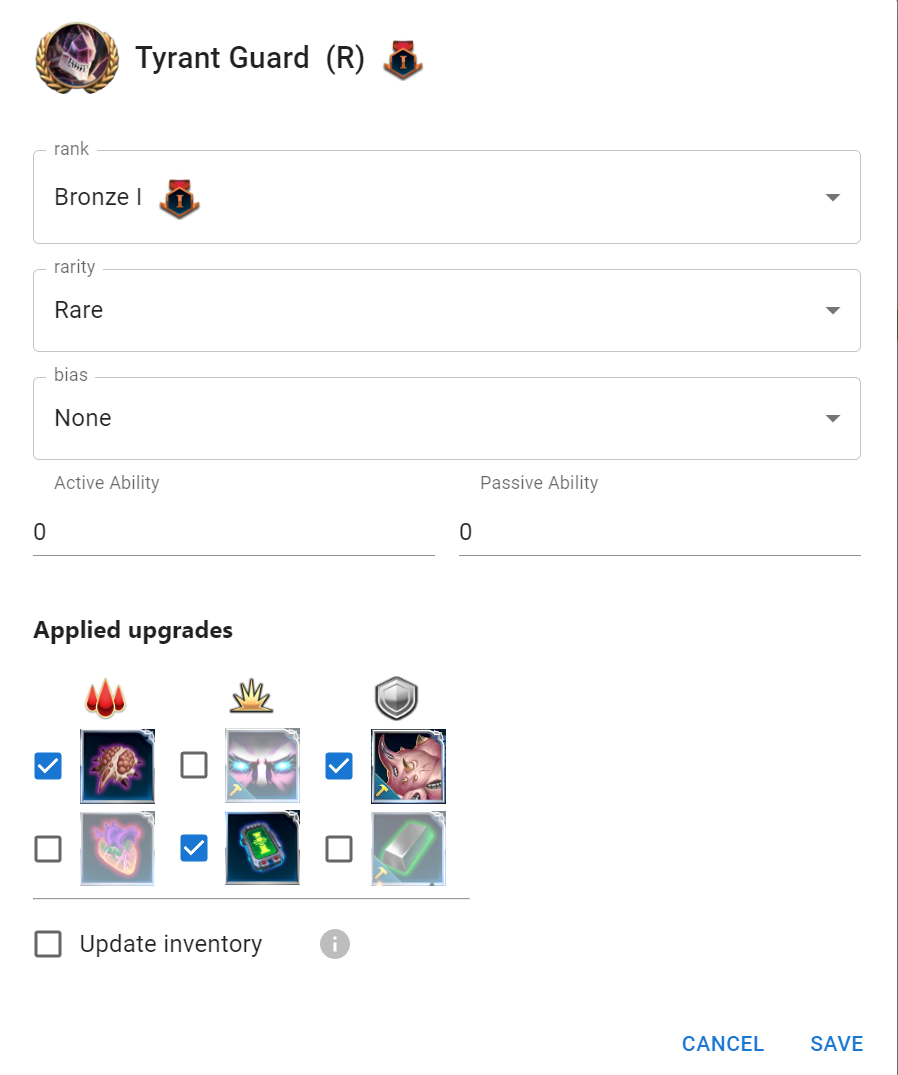 Tyrant Guard (R)
I
rank
Bronze I
I
rarity
Rare
bias
None
Active Ability
Passive Ability
0
0
Applied upgrades
Update inventory
i
CANCEL
SAVE